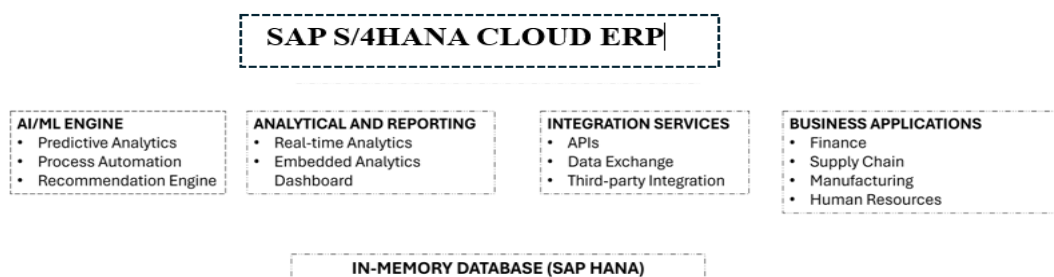 SAP S/4HANA CLOUD ERP
AI/ML ENGINE
• Predictive Analytics
• Process Automation
• Recommendation Engine
ANALYTICAL AND REPORTING
• Real-time Analytics
• Embedded Analytics
Dashboard
INTEGRATION SERVICES
• APIs
• Data Exchange
• Third-party Integration
BUSINESS APPLICATIONS
• Finance
• Supply Chain
• Manufacturing
• Human Resources
IN-MEMORY DATABASE (SAP HANA)